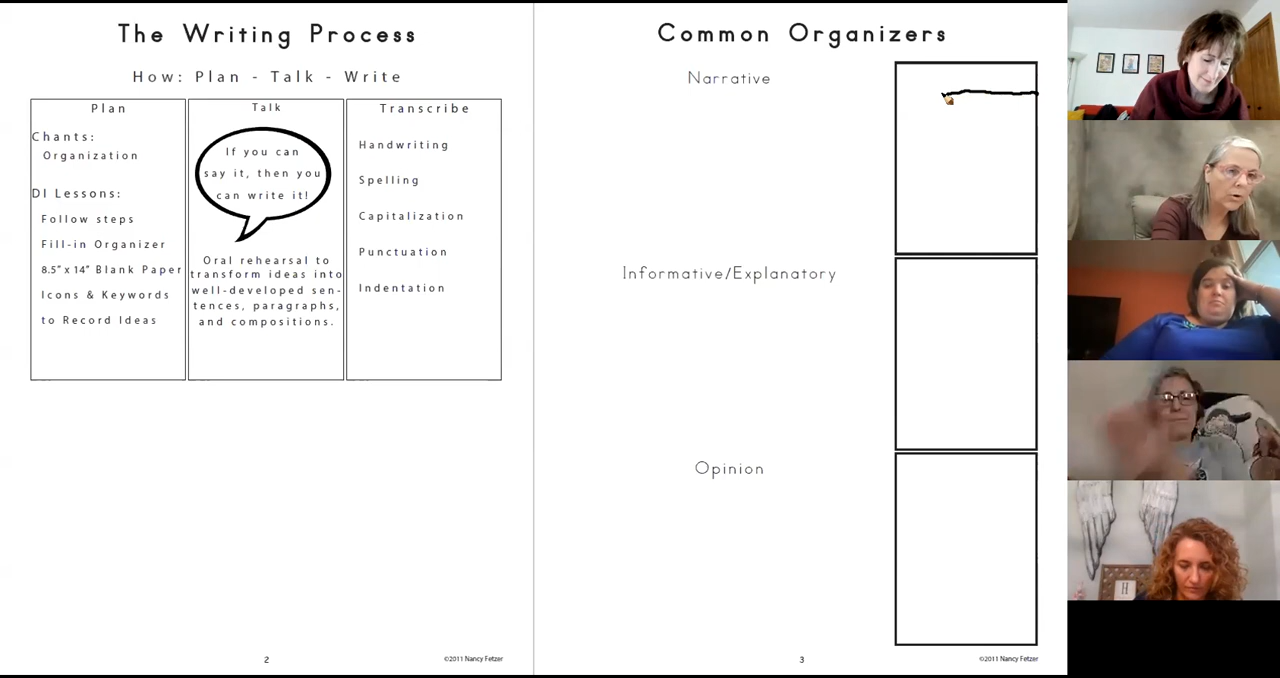 The Writing Process
How: Plan - Talk - Write
Plan
Chants:
Organization
DI Lessons:
Follow steps
Fill-in Organizer
8.5" x 14" Blank Paper
Icons & Keywords
to Record Ideas
Talk
If you can
say it, then you
can write it!
Oral rehearsal to
transform ideas into
well-developed sen-
tences, paragraphs,
and compositions.
Transcribe
Handwriting
Spelling
Capitalization
Punctuation
Indentation
2
©2011 Nancy Fetzer
Common Organizers
Narrative
Informative/Explanatory
Opinion
3
©2011 Nancy Fetzer
H